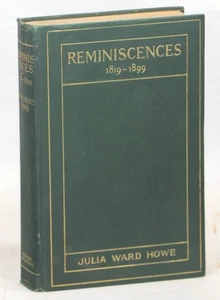 REMINIS
CENCES
REMINISCENCES
1819–1899
JULIA WARD HOWE